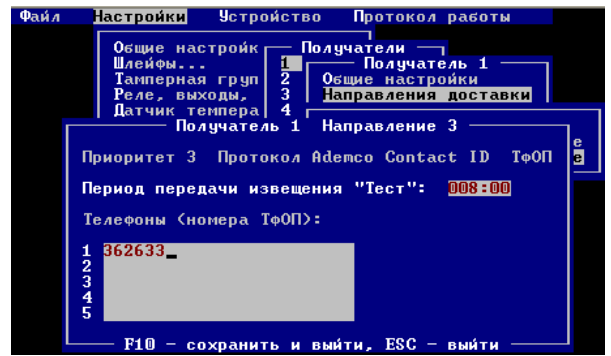 Файл Настройки Устройство Протокол работы
Общие настройк
Шлейфы...
Тамперная груп
Реле, выходы,
Датчик темпера
Получатели
1
2
3
4
Получатель 1
Общие настройки
Направления доставки
е
е
Получатель 1 Направление 3
Приоритет 3 Протокол Ademco Contact ID ТфОП
Период передачи извещения "Тест": 008:00
Телефоны (номера ТфОП):
1 362633_
2
3
4
5
F10 - сохранить и выйти, ESC - выйти